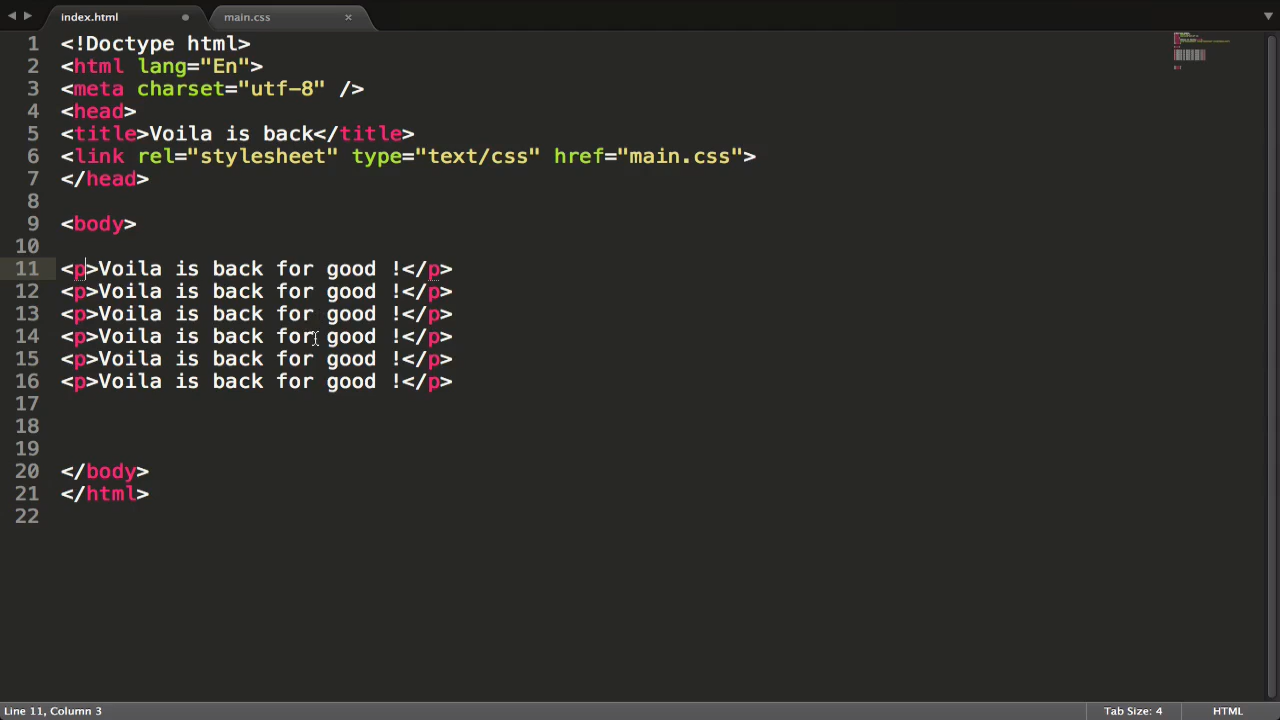 index.html
main.css
1 <!Doctype html>
2 <html lang="En">
3 <meta charset="utf-8" />
4 <head>
5 <title>Voila is back</title>
6 <link rel="stylesheet" type="text/css" href="main.css">
7 </head>
8
9 <body>
10
11 <p>Voila is back for good !</p>
12 <p>Voila is back for good !</p>
13 <p>Voila is back for good !</p>
14 <p>Voila is back for good !</p>
15 <p>Voila is back for good !</p>
16 <p>Voila is back for good !</p>
17
18
19
20 </body>
21 </html>
22
Line 11, Column 3
Tab Size: 4
HTML